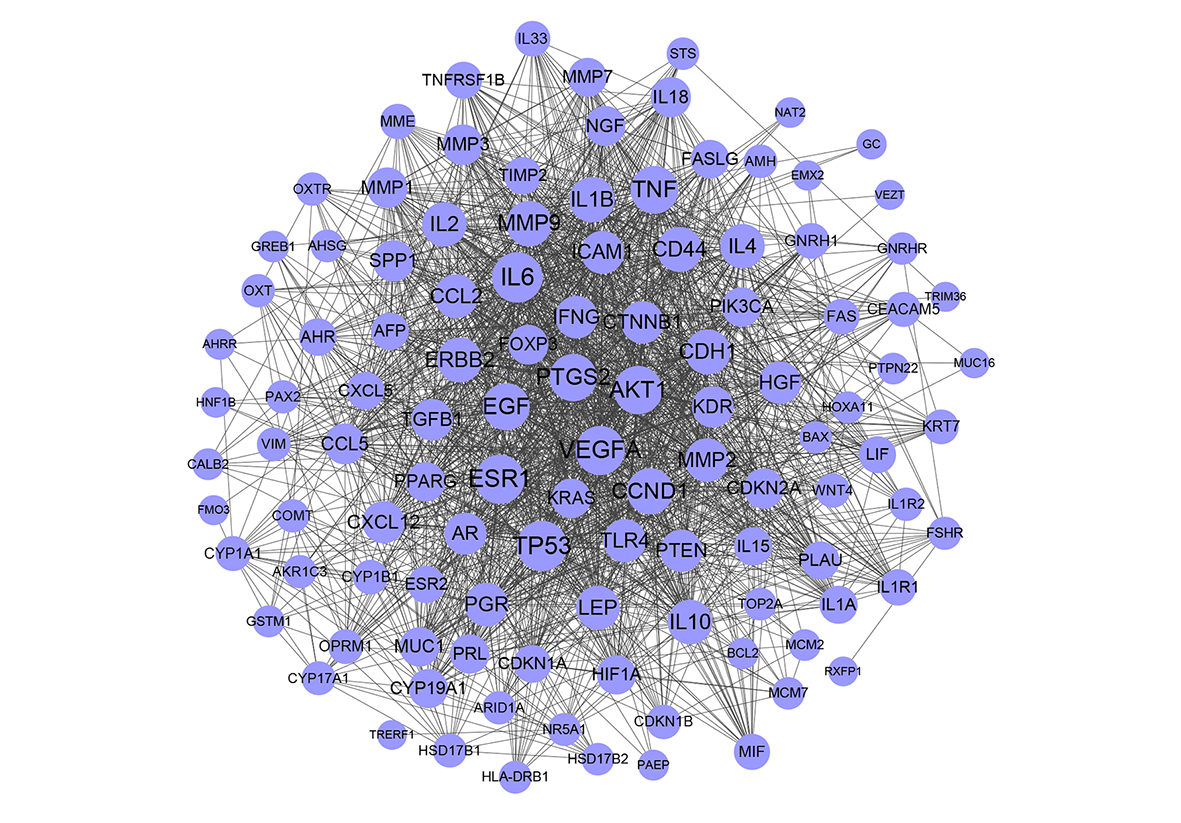 IL33
STS
TNFRSF1B
MMP7
IL18
NAT2
MME
NGF
MMP3
GC
FASLG
AMH
TIMP2
EMX2
OXTR
MMP1
IL1B
TNF
VEZT
IL2
MMP9
GREB1
AHSG
ICAM1
CD44
IL4
GNRH1
GNRHR
SPP1
IL6
OXT
CCL2
TRIM36
PIK3CA
CEACAM5
IFNG
CTNNB1
FAS
AHRR
AHR
AFP
FOXP3
ERBB2
CDH1
MUC16
PTPN22
PTGS2
AKT1
HGF
CXCL5
PAX2
HNF1B
EGF
KDR
HOXA11
TGFB1
KRT7
BAX
VIM
CCL5
VEGFA
LIF
CALB2
MMP2
PPARG
ESR1
CDKN2A
WNT4
KRAS
CCND1
IL1R2
FMO3
COMT
CXCL12
AR
TP53
TLR4
PTEN
IL15
FSHR
CYP1A1
PLAU
AKR1C3
CYP1B1
ESR2
IL1R1
PGR
LEP
TOP2A
IL1A
GSTM1
IL10
OPRM1
MUC1
PRL
MCM2
BCL2
CDKN1A
HIF1A
RXFP1
CYP17A1
CYP19A1
MCM7
ARID1A
CDKN1B
NR5A1
TRERF1
HSD17B1
MIF
HSD17B2
PAEP
HLA-DRB1